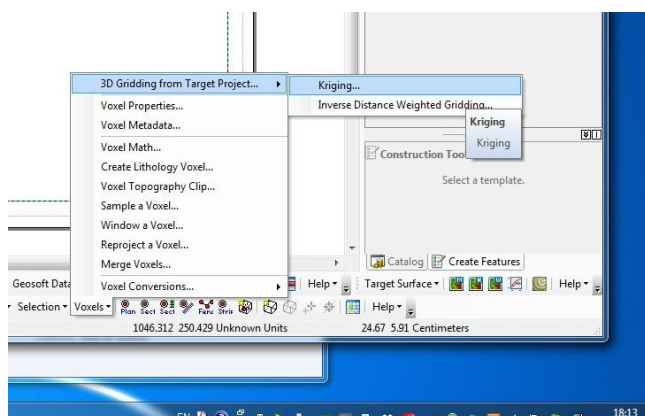 3D Gridding from Target Project...
Kriging...
Inverse Distance Weighted Gridding...
Kriging
Kriging
Voxel Properties...
Voxel Metadata...
Voxel Math...
Create Lithology Voxel...
Voxel Topography Clip...
Sample a Voxel...
Window a Voxel...
Reproject a Voxel...
Merge Voxels...
Voxel Conversions...
Construction Too
Select a template.
Catalog Create Features
Geosoft Data Help Target Surface Help
Selection Voxels Plan Sect Sect Fenc Strip Help
1046.312 250.429 Unknown Units 24.67 5.91 Centimeters
EN 18:13